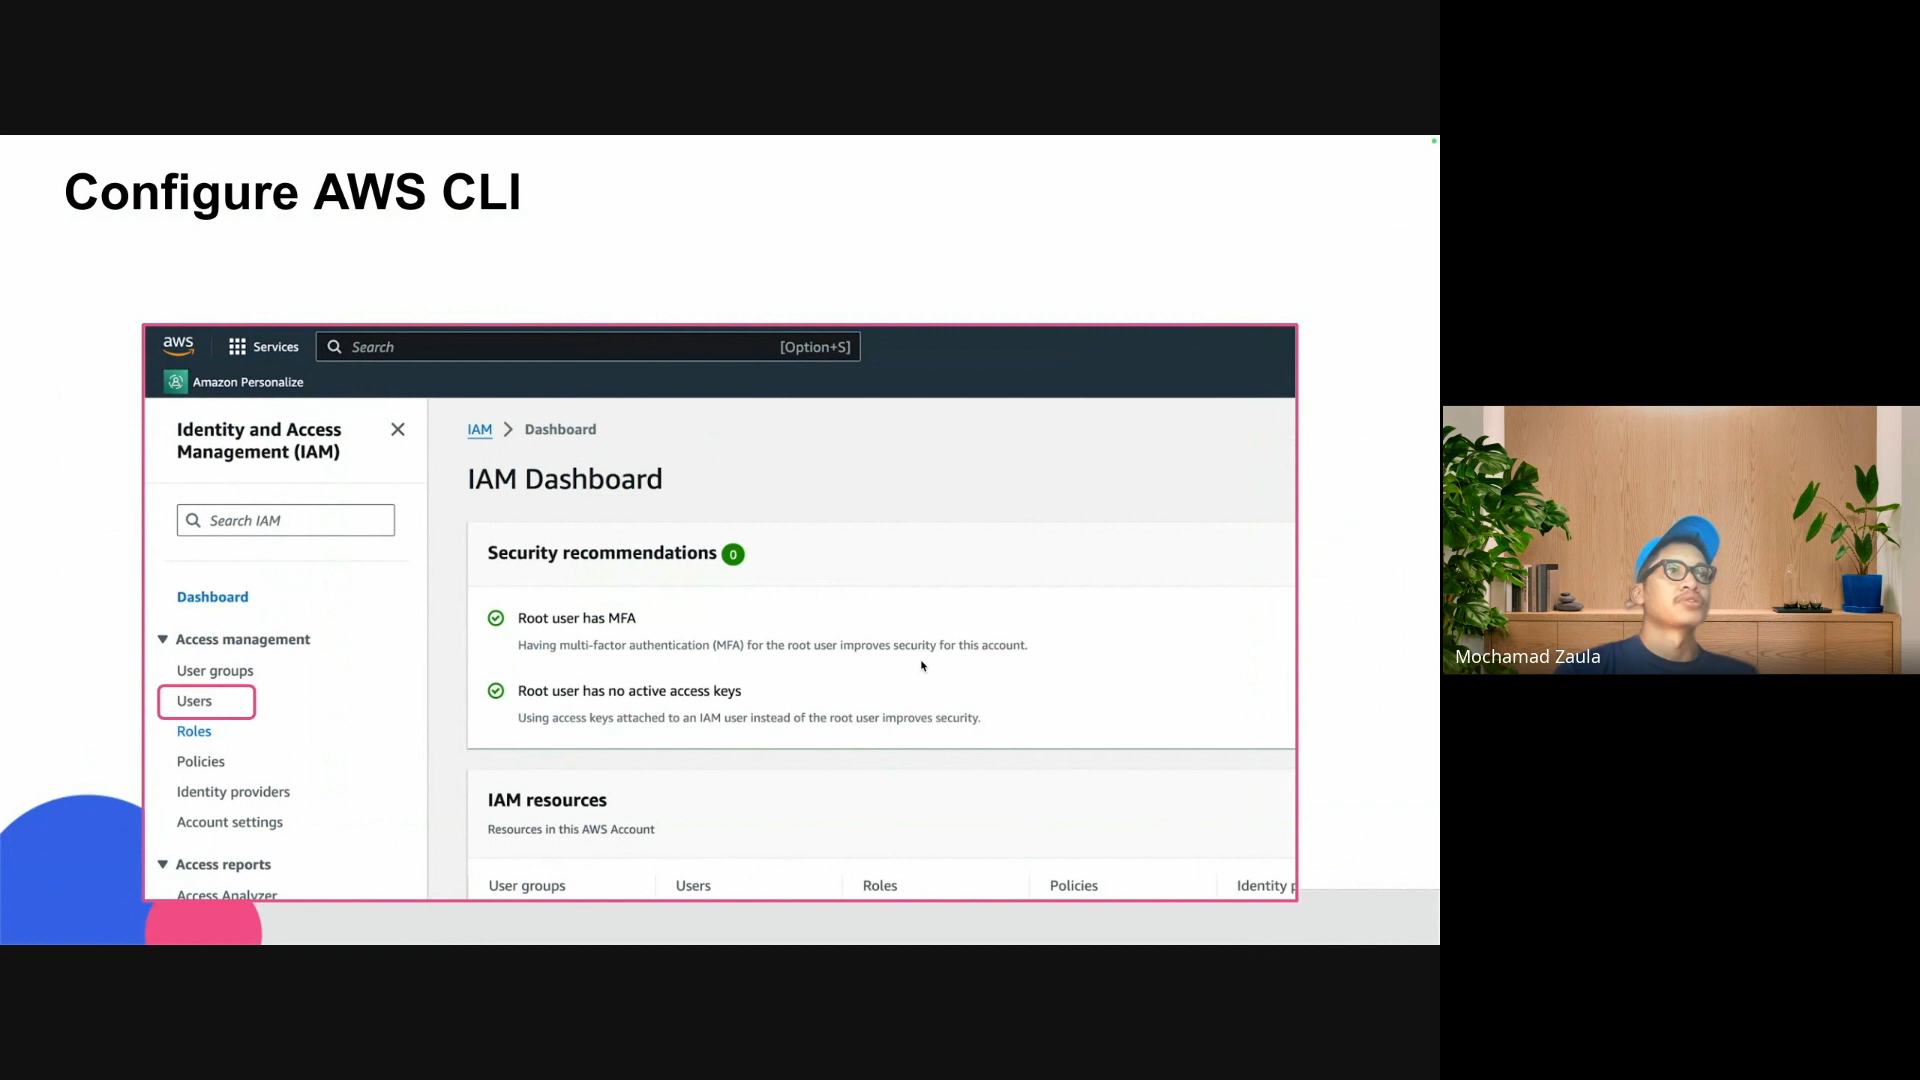 Configure AWS CLI
aws
Services
Search
[Option+S]
Amazon Personalize
Identity and Access
Management (IAM)
Search IAM
Dashboard
Access management
User groups
Users
Roles
Policies
Identity providers
Account settings
Access reports
Access Analyzer
IAM
Dashboard
IAM Dashboard
Security recommendations 0
Root user has MFA
Having multi-factor authentication (MFA) for the root user improves security for this account.
Root user has no active access keys
Using access keys attached to an IAM user instead of the root user improves security.
IAM resources
Resources in this AWS Account
User groups
Users
Roles
Policies
Identity p
Mochamad Zaula